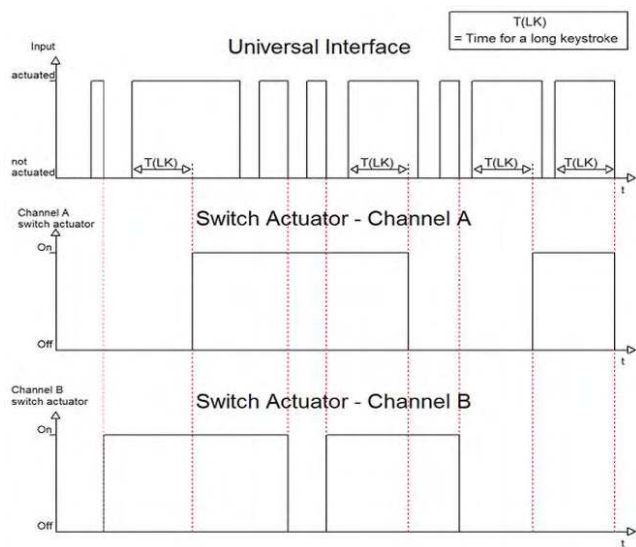 T(LK)
= Time for a long keystroke
Input
Universal Interface
actuated
T(LK)
T(LK)
T(LK)
T(LK)
not
actuated
t
Channel A
switch actuator
Switch Actuator - Channel A
On
Off
t
Channel B
switch actuator
Switch Actuator - Channel B
On
Off
t